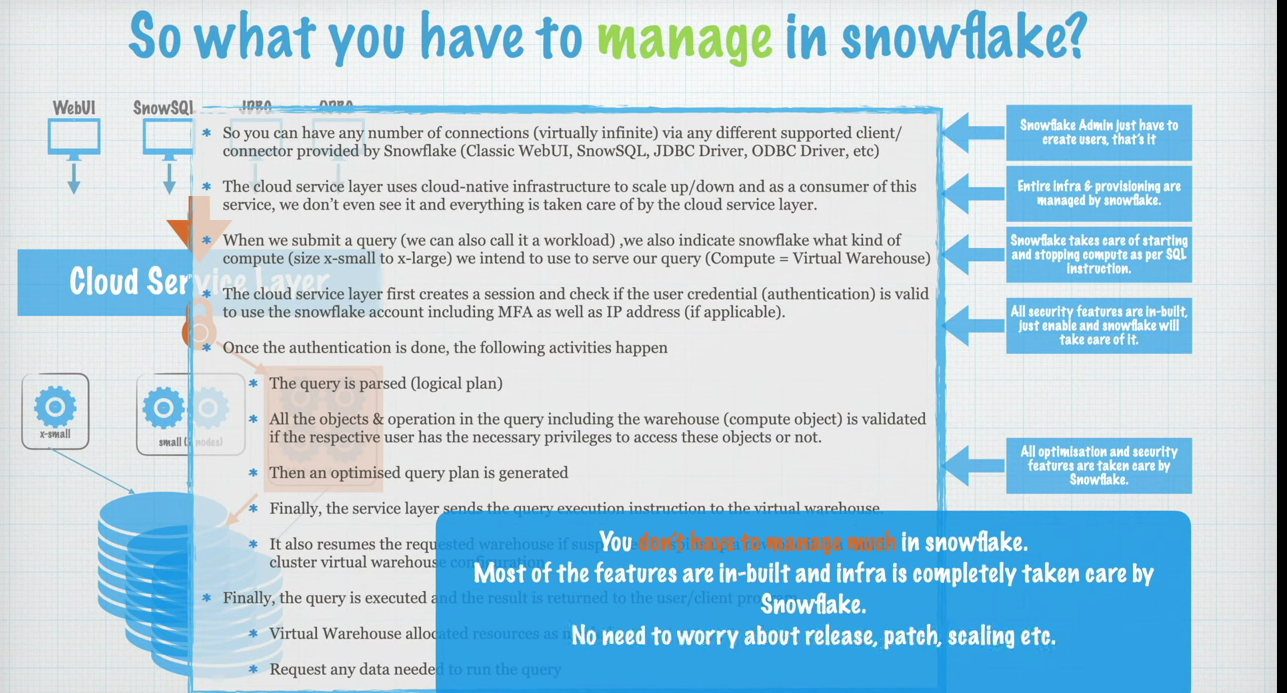 So what you have to manage in snowflake?
WebUI
SnowSQL
JDBC
ODBC
So you can have any number of connections (virtually infinite) via any different supported client/
connector provided by Snowflake (Classic WebUI, SnowSQL, JDBC Driver, ODBC Driver, etc)
The cloud service layer uses cloud-native infrastructure to scale up/down and as a consumer of this
service, we don't even see it and everything is taken care of by the cloud service layer.
When we submit a query (we can also call it a workload) ,we also indicate snowflake what kind of
compute (size x-small to x-large) we intend to use to serve our query (Compute = Virtual Warehouse)
Cloud Service Layer
The cloud service layer first creates a session and check if the user credential (authentication) is valid
to use the snowflake account including MFA as well as IP address (if applicable).
Once the authentication is done, the following activities happen
The query is parsed (logical plan)
All the objects & operation in the query including the warehouse (compute object) is validated
if the respective user has the necessary privileges to access these objects or not.
Then an optimised query plan is generated
Finally, the service layer sends the query execution instruction to the virtual warehouse.
It also resumes the requested warehouse if
cluster virtual warehouse configuration
Finally, the query is executed and the result is returned to the user/client program
Virtual Warehouse allocated resources as
Request any data needed to run the query
x-small
small (2 nodes)
Snowflake Admin just have to
create users, that's it
Entire infra & provisioning are
managed by snowflake.
Snowflake takes care of starting
and stopping compute as per SQL
instruction.
All security features are in-built,
just enable and snowflake will
take care of it.
All optimisation and security
features are taken care by
Snowflake.
You don't have to manage much in snowflake.
Most of the features are in-built and infra is completely taken care by
Snowflake.
No need to worry about release, patch, scaling etc.